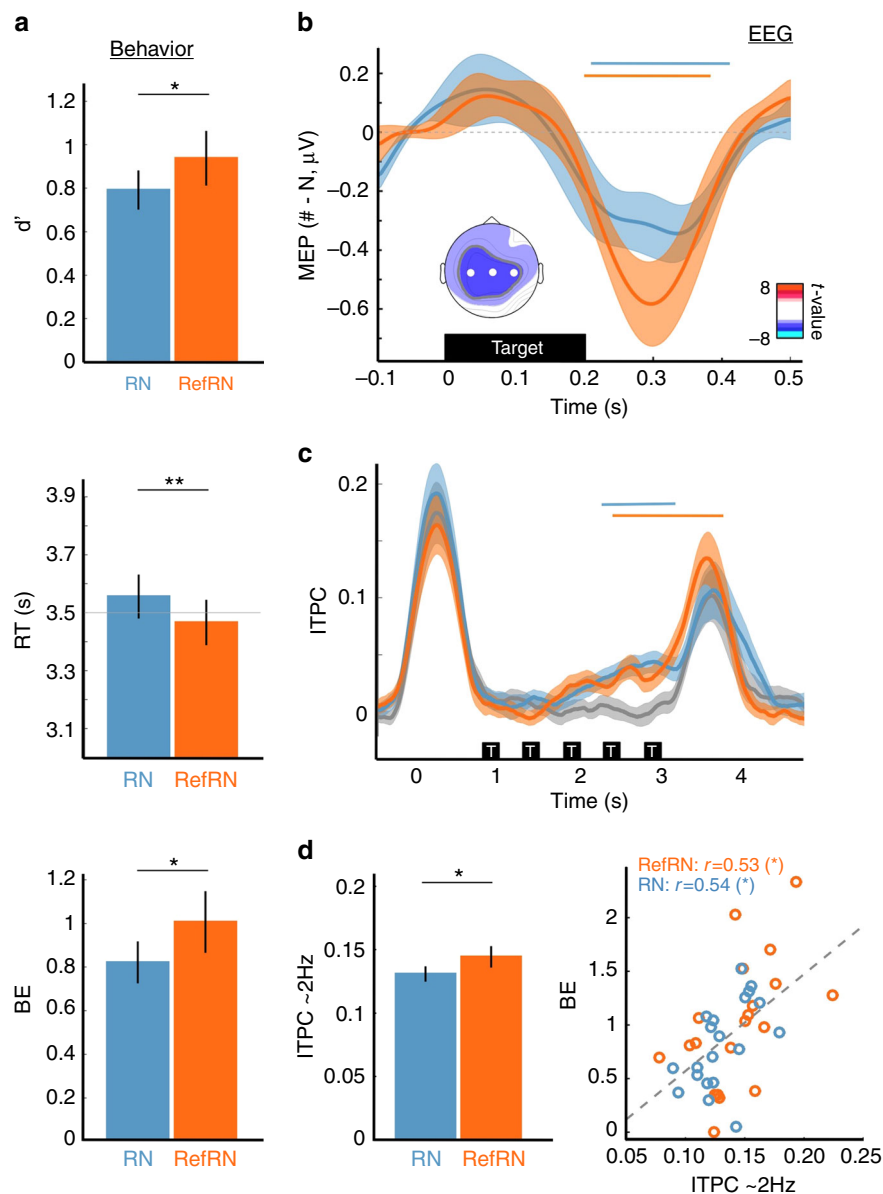 a
Behavior
1.2
1
0.8
0.6
0.4
0.2
0
d'
*
RN
RefRN
b
EEG
0.2
0
−0.2
−0.4
−0.6
MEP (# - N, µV)
Target
8
−8
t-value
−0.1
0
0.1
0.2
0.3
0.4
0.5
Time (s)
3.9
3.7
3.5
3.3
3.1
RT (s)
**
RN
RefRN
c
0.2
0.1
0
ITPC
T
T
T
T
T
0
1
2
3
4
Time (s)
1.2
1
0.8
0.6
0.4
0.2
0
BE
*
RN
RefRN
d
0.2
0.15
0.1
0.05
0
ITPC ~2Hz
*
RN
RefRN
RefRN: r=0.53 (*)
RN: r=0.54 (*)
2
1.5
1
0.5
0
BE
0.05
0.10
0.15
0.20
0.25
ITPC ~2Hz